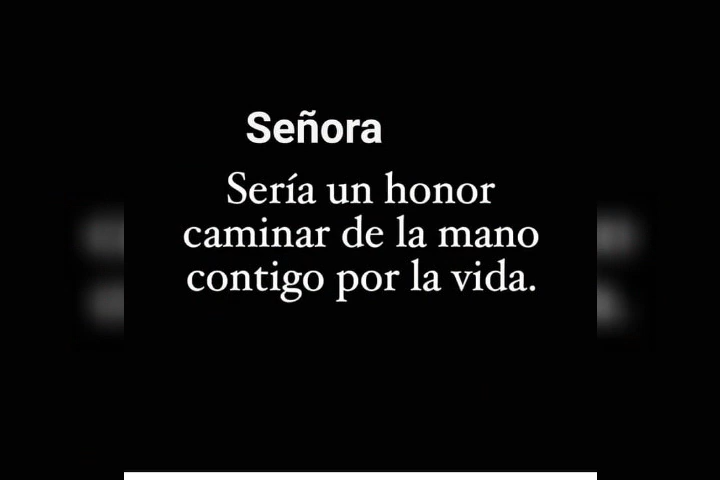 Señora
Sería un honor
caminar de la mano
contigo por la vida.